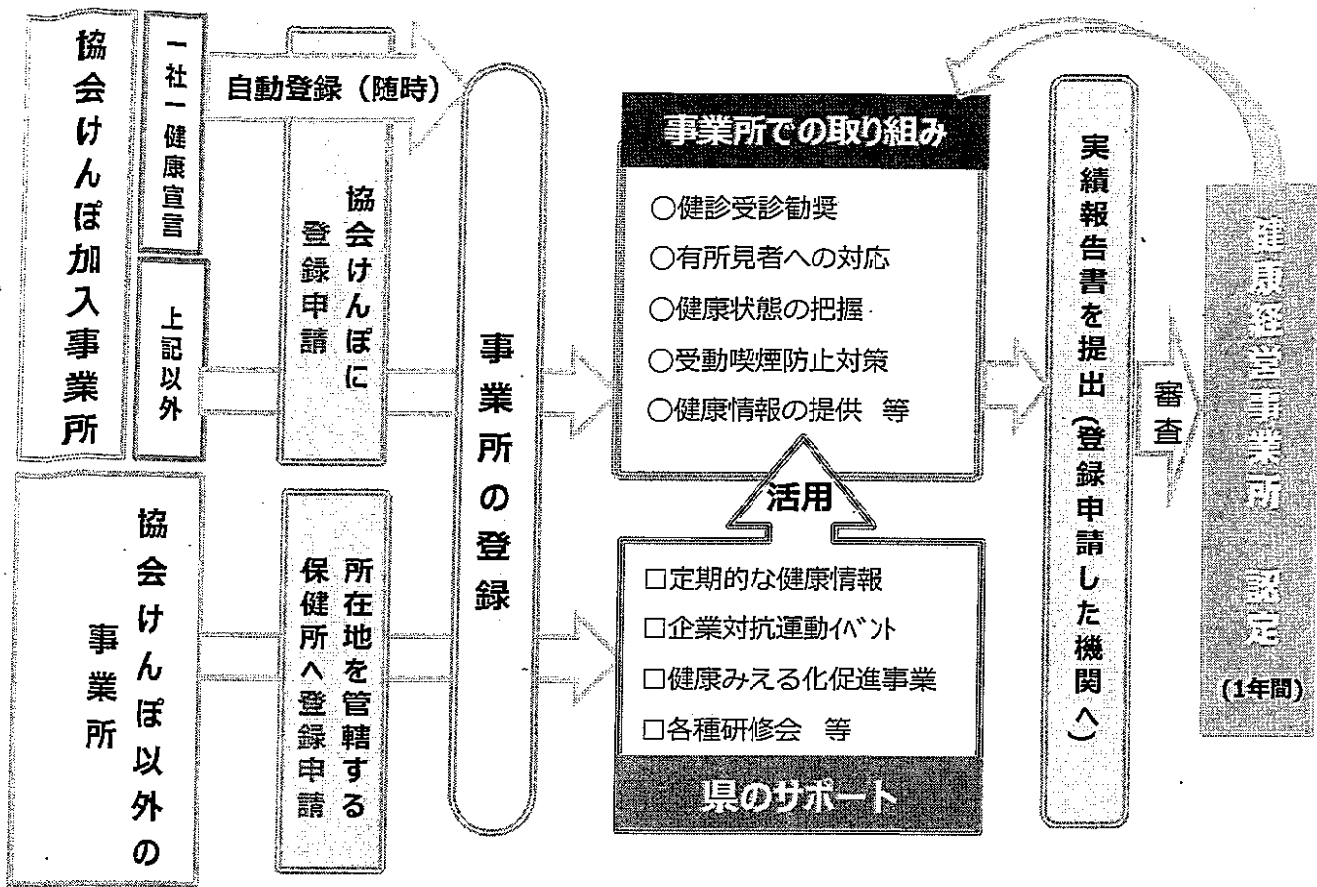 協会けんぽ加入事業所
一社一健康宣言
上記以外
自動登録（随時）
協会けんぽに
登録申請
協会けんぽ以外の
事業所
所在地を管轄する
保健所へ登録申請
事業所の登録
事業所での取り組み
○健診受診勧奨
○有所見者への対応
○健康状態の把握
○受動喫煙防止対策
○健康情報の提供 等
活用
□定期的な健康情報
□企業対抗運動ｲﾍﾞﾝﾄ
□健康みえる化促進事業
□各種研修会 等
県のサポート
実績報告書を提出（登録申請した機関へ）
審査
健康経営事業所 認定
(1年間)